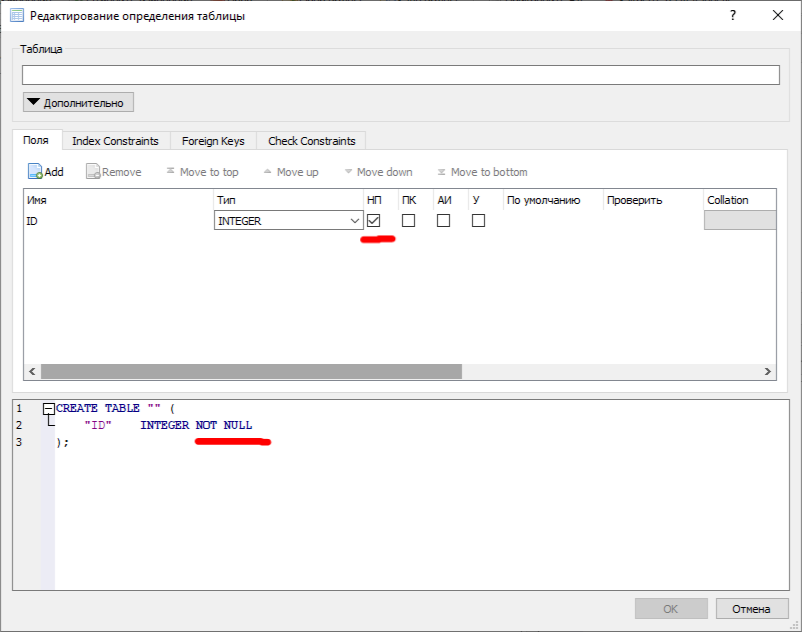 Редактирование определения таблицы ?
Таблица
Дополнительно
Поля Index Constraints Foreign Keys Check Constraints
Add Remove Move to top Move up Move down Move to bottom
Имя Тип НП ПК АИ У По умолчанию Проверить Collation
ID INTEGER
1 CREATE TABLE "" (
2 "ID" INTEGER NOT NULL
3 );
OK Отмена